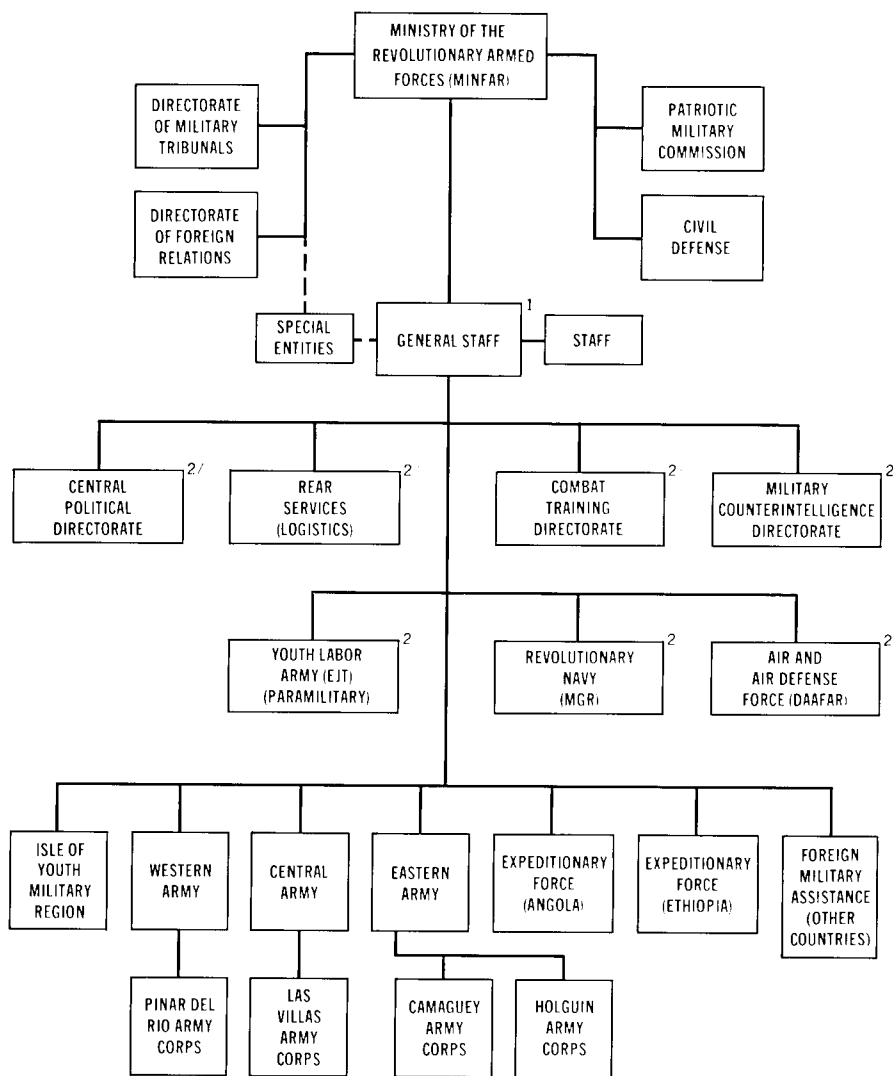 MINISTRY OF THE
REVOLUTIONARY ARMED
FORCES (MINFAR)
DIRECTORATE
OF MILITARY
TRIBUNALS
PATRIOTIC
MILITARY
COMMISSION
DIRECTORATE
OF FOREIGN
RELATIONS
CIVIL
DEFENSE
SPECIAL
ENTITIES
GENERAL STAFF
1
STAFF
CENTRAL
POLITICAL
DIRECTORATE
2/
REAR
SERVICES
(LOGISTICS)
2
COMBAT
TRAINING
DIRECTORATE
2
MILITARY
COUNTERINTELLIGENCE
DIRECTORATE
2
YOUTH LABOR
ARMY (EJT)
(PARAMILITARY)
2
REVOLUTIONARY
NAVY
(MGR)
2
AIR AND
AIR DEFENSE
FORCE (DAAFAR)
2
ISLE OF
YOUTH
MILITARY
REGION
WESTERN
ARMY
CENTRAL
ARMY
EASTERN
ARMY
EXPEDITIONARY
FORCE
(ANGOLA)
EXPEDITIONARY
FORCE
(ETHIOPIA)
FOREIGN
MILITARY
ASSISTANCE
(OTHER
COUNTRIES)
PINAR DEL
RIO ARMY
CORPS
LAS
VILLAS
ARMY
CORPS
CAMAGUEY
ARMY
CORPS
HOLGUIN
ARMY
CORPS